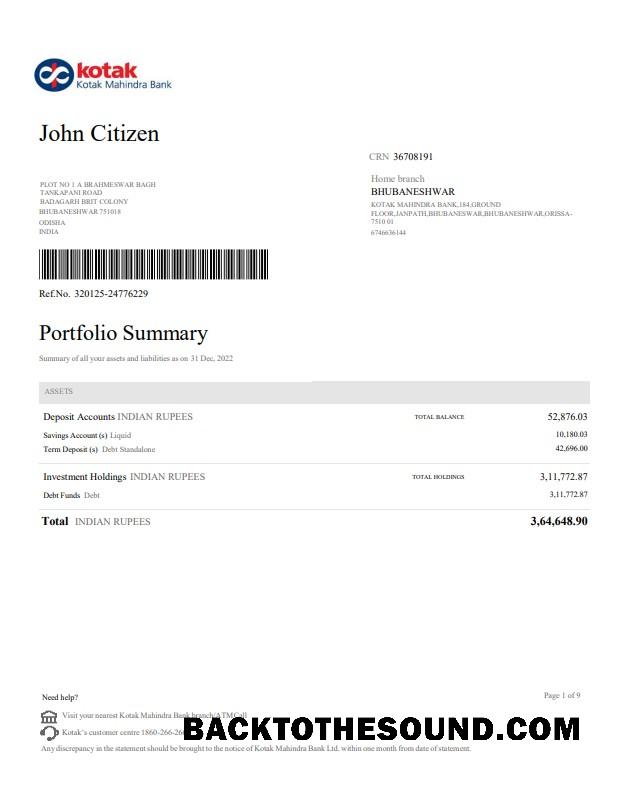 kotak
Kotak Mahindra Bank
John Citizen
CRN 36708191
Home branch
BHUBANESHWAR
PLOT NO 1 A BRAHMESWAR BAGH
TANKAPANI ROAD
BADAGARH BRIT COLONY
BHUBANESHWAR 751018
ODISHA
INDIA
KOTAK MAHINDRA BANK,184,GROUND
FLOOR,JANPATH,BHUBANESWAR,BHUBANESHWAR,ORISSA-
7510 01
6746636144
Ref.No. 320125-24776229
Portfolio Summary
Summary of all your assets and liabilities as on 31 Dec, 2022
ASSETS
Deposit Accounts INDIAN RUPEES TOTAL BALANCE 52,876.03
Savings Account (s) Liquid 10,180.03
Term Deposit (s) Debt Standalone 42,696.00
Investment Holdings INDIAN RUPEES TOTAL HOLDINGS 3,11,772.87
Debt Funds Debt 3,11,772.87
Total INDIAN RUPEES 3,64,648.90
Need help? Page 1 of 9
Visit your nearest Kotak Mahindra Bank branch/ATM Call
Kotak's customer centre 1860-266-26
BACKTOTHESOUND.COM
Any discrepancy in the statement should be brought to the notice of Kotak Mahindra Bank Ltd. within one month from date of statement.